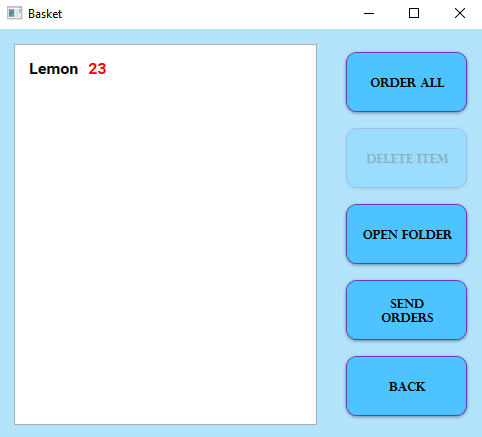 Basket
Lemon 23
ORDER ALL
DELETE ITEM
OPEN FOLDER
SEND
ORDERS
BACK